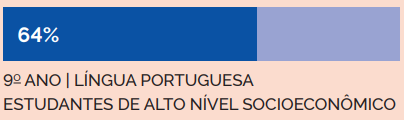 64%
9º ANO | LÍNGUA PORTUGUESA
ESTUDANTES DE ALTO NÍVEL SOCIOECONÔMICO